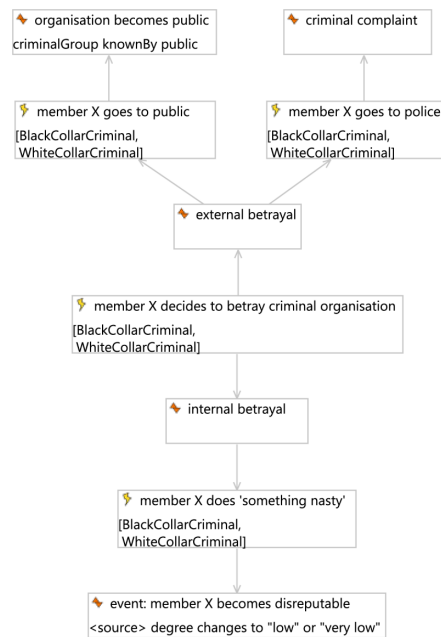 organisation becomes public
criminalGroup knownBy public
criminal complaint
member X goes to public
[BlackCollarCriminal,
WhiteCollarCriminal]
member X goes to police
[BlackCollarCriminal,
WhiteCollarCriminal]
external betrayal
member X decides to betray criminal organisation
[BlackCollarCriminal,
WhiteCollarCriminal]
internal betrayal
member X does 'something nasty'
[BlackCollarCriminal,
WhiteCollarCriminal]
event: member X becomes disreputable
<source> degree changes to "low" or "very low"